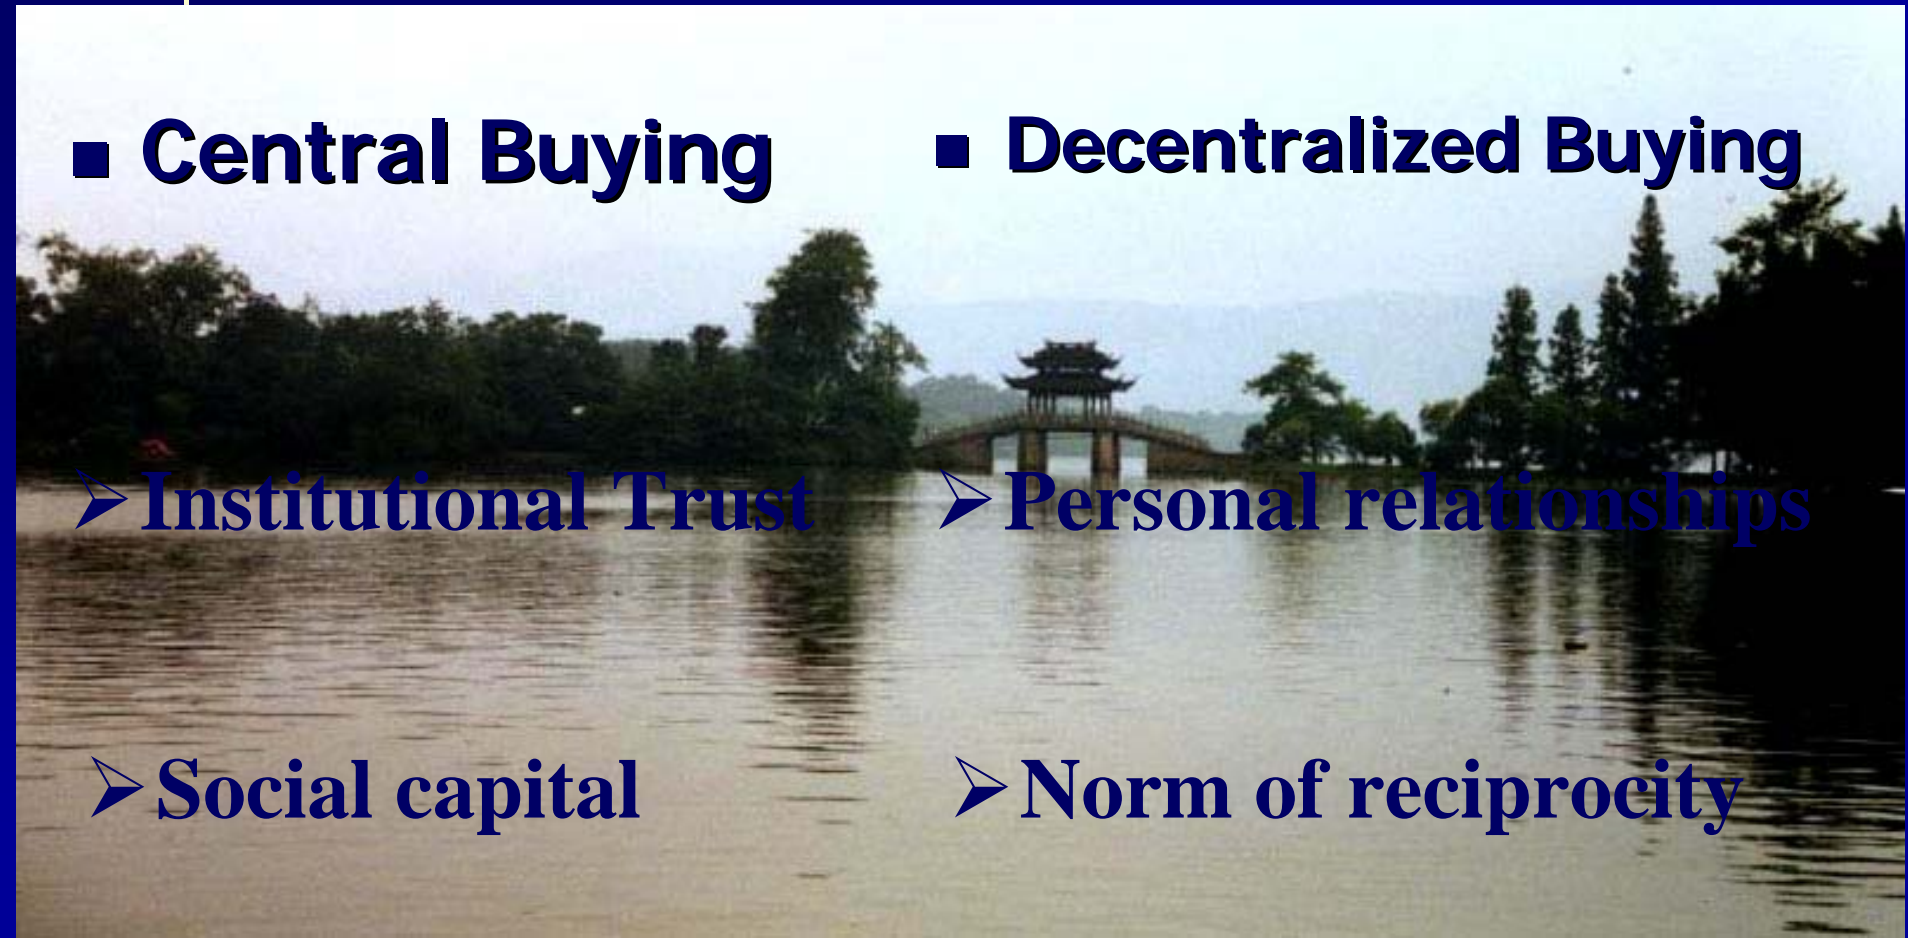 ■ Central Buying
■ Decentralized Buying
➢Institutional Trust
➢Personal relationships
➢Social capital
➢Norm of reciprocity